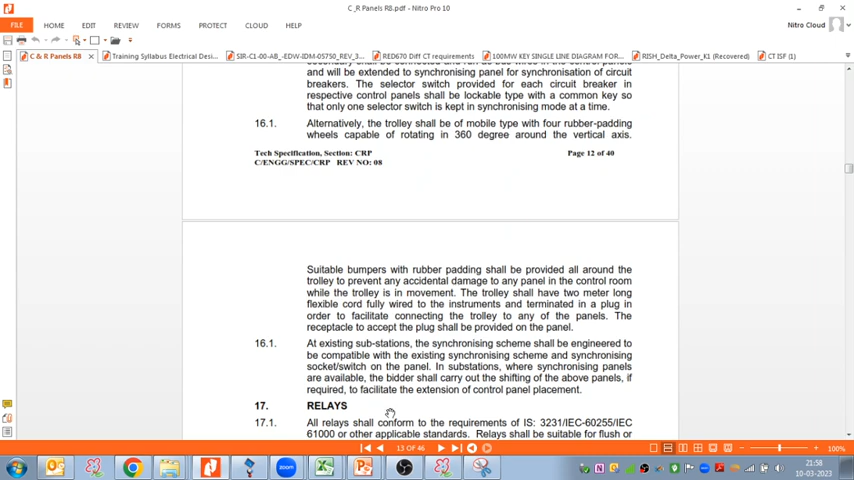 C _R Panels R8.pdf - Nitro Pro 10
FILE HOME EDIT REVIEW FORMS PROTECT CLOUD HELP
Nitro Cloud
C & R Panels R8
Training Syllabus Electrical Desi...
SIR-C1-00-AB_-EDW-IDM-05750_REV_3...
RED670 Diff CT requirements
100MW KEY SINGLE LINE DIAGRAM FOR...
RISH_Delta_Power_K1 (Recovered)
CT ISF (1)
and will be extended to synchronising panel for synchronisation of circuit
breakers. The selector switch provided for each circuit breaker in
respective control panels shall be lockable type with a common key so
that only one selector switch is kept in synchronising mode at a time.
16.1. Alternatively, the trolley shall be of mobile type with four rubber-padding
wheels capable of rotating in 360 degree around the vertical axis.
Tech Specification, Section: CRP Page 12 of 40
C/ENGG/SPEC/CRP REV NO: 08
Suitable bumpers with rubber padding shall be provided all around the
trolley to prevent any accidental damage to any panel in the control room
while the trolley is in movement. The trolley shall have two meter long
flexible cord fully wired to the instruments and terminated in a plug in
order to facilitate connecting the trolley to any of the panels. The
receptacle to accept the plug shall be provided on the panel.
16.1. At existing sub-stations, the synchronising scheme shall be engineered to
be compatible with the existing synchronising scheme and synchronising
socket/switch on the panel. In substations, where synchronising panels
are available, the bidder shall carry out the shifting of the above panels, if
required, to facilitate the extension of control panel placement.
17. RELAYS
17.1. All relays shall conform to the requirements of IS: 3231/IEC-60255/IEC
61000 or other applicable standards. Relays shall be suitable for flush or
13 OF 46
100%
zoom
21:58
10-03-2023